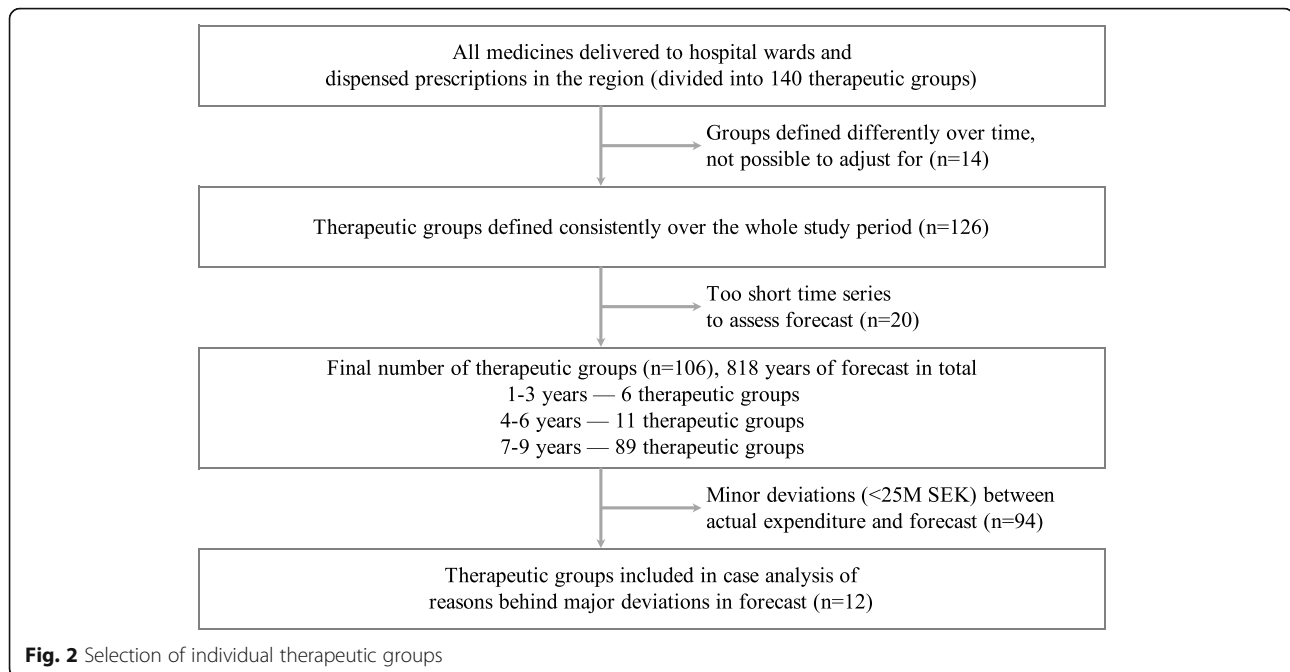 All medicines delivered to hospital wards and
dispensed prescriptions in the region (divided into 140 therapeutic groups)
Groups defined differently over time,
not possible to adjust for (n=14)
Therapeutic groups defined consistently over the whole study period (n=126)
Too short time series
to assess forecast (n=20)
Final number of therapeutic groups (n=106), 818 years of forecast in total
1-3 years — 6 therapeutic groups
4-6 years — 11 therapeutic groups
7-9 years — 89 therapeutic groups
Minor deviations (<25M SEK) between
actual expenditure and forecast (n=94)
Therapeutic groups included in case analysis of
reasons behind major deviations in forecast (n=12)
Fig. 2 Selection of individual therapeutic groups